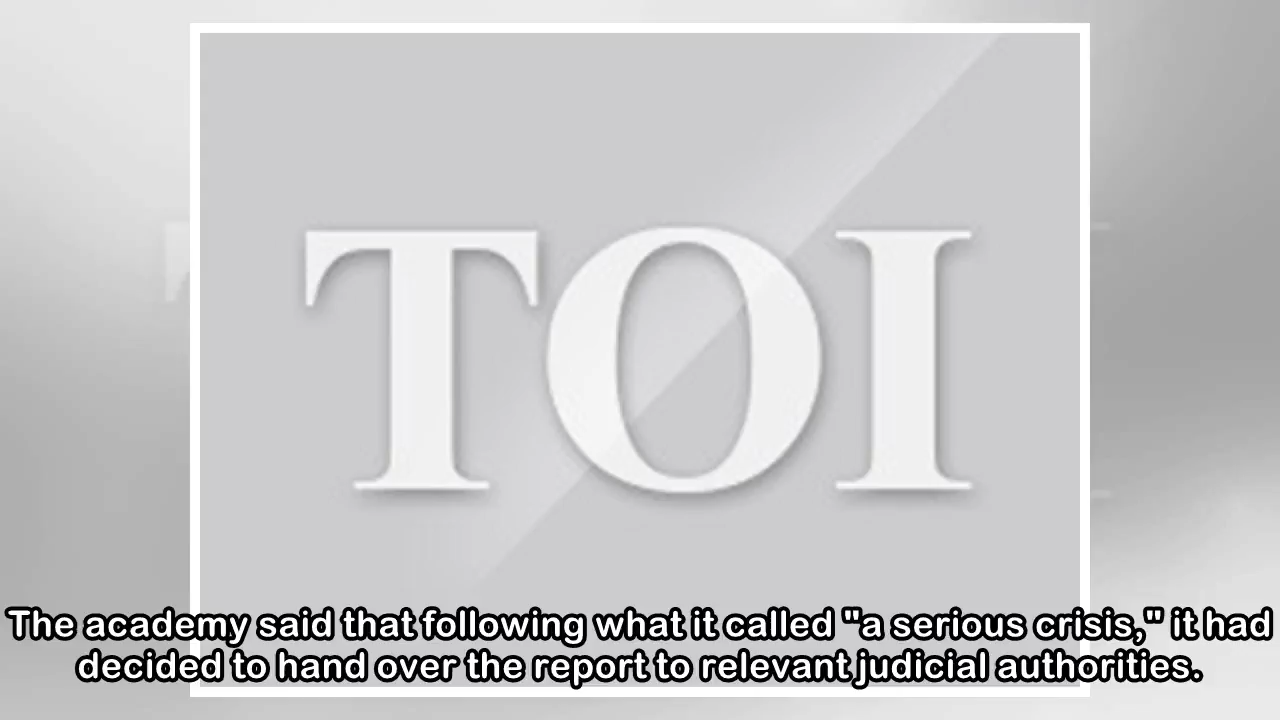 TOI
The academy said that following what it called "a serious crisis," it had
decided to hand over the report to relevant judicial authorities.